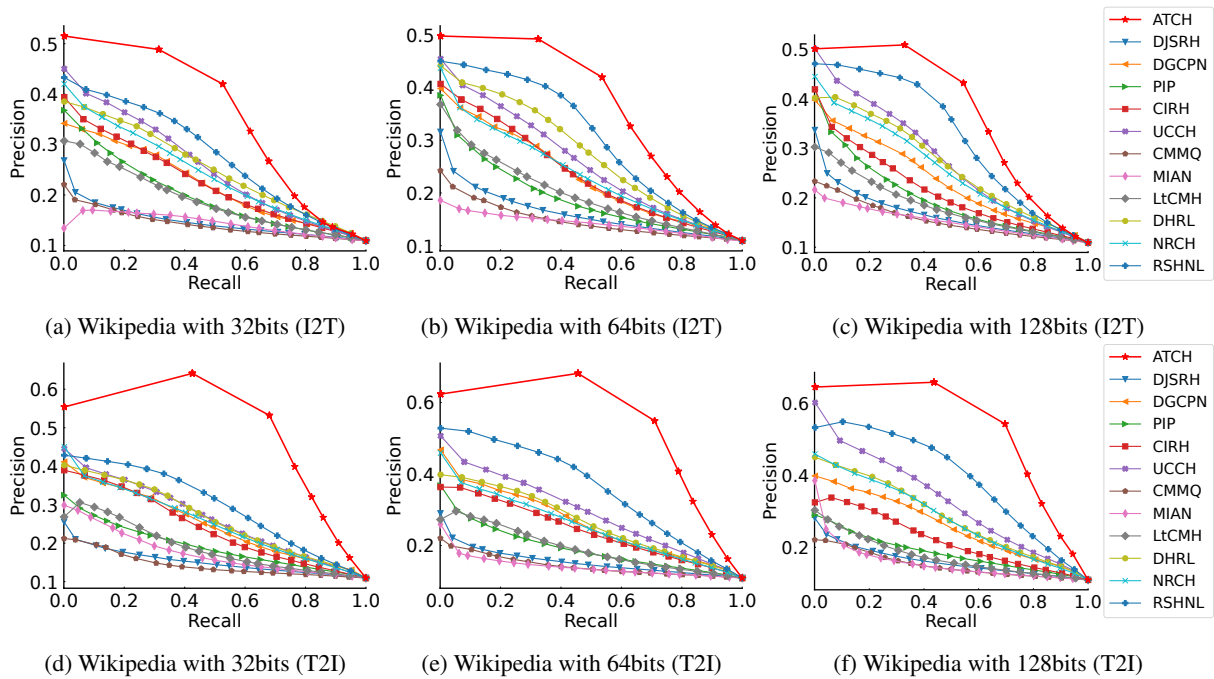 0.5
0.4
0.3
0.2
0.1
Precision
0.0 0.2 0.4 0.6 0.8 1.0
Recall
(a) Wikipedia with 32bits (I2T)
0.5
0.4
0.3
0.2
0.1
Precision
0.0 0.2 0.4 0.6 0.8 1.0
Recall
(b) Wikipedia with 64bits (I2T)
0.5
0.4
0.3
0.2
0.1
Precision
0.0 0.2 0.4 0.6 0.8 1.0
Recall
(c) Wikipedia with 128bits (I2T)
ATCH
DJSRH
DGCPN
PIP
CIRH
UCCH
CMMQ
MIAN
LtCMH
DHRL
NRCH
RSHNL
0.6
0.5
0.4
0.3
0.2
0.1
Precision
0.0 0.2 0.4 0.6 0.8 1.0
Recall
(d) Wikipedia with 32bits (T2I)
0.6
0.4
0.2
Precision
0.0 0.2 0.4 0.6 0.8 1.0
Recall
(e) Wikipedia with 64bits (T2I)
0.6
0.4
0.2
Precision
0.0 0.2 0.4 0.6 0.8 1.0
Recall
(f) Wikipedia with 128bits (T2I)
ATCH
DJSRH
DGCPN
PIP
CIRH
UCCH
CMMQ
MIAN
LtCMH
DHRL
NRCH
RSHNL